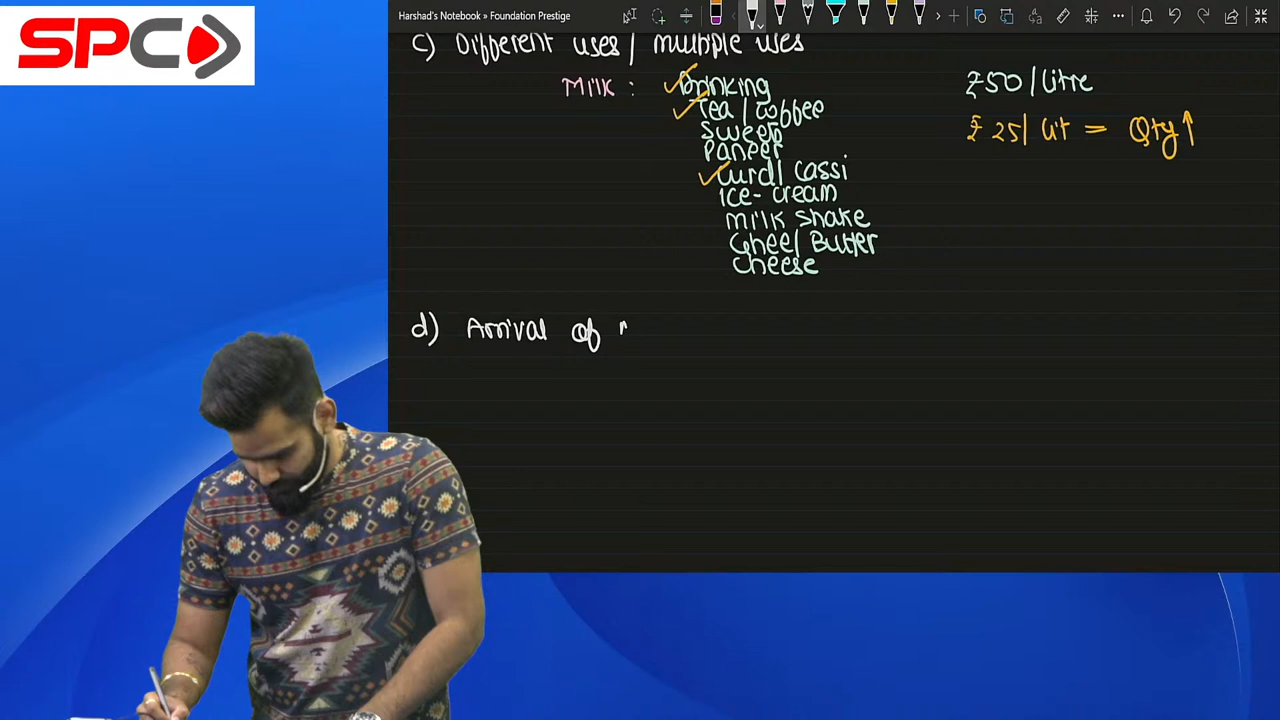 SPC
Harshad's Notebook » Foundation Prestige
c) Different uses / multiple uses
Milk : Drinking ₹50 / Litre
Tea / Coffee ₹ 25 / Lit = Qty ↑
Sweets
Paneer
Curd / Lassi
Ice-cream
Milk Shake
Ghee / Butter
Cheese
d) Arrival of